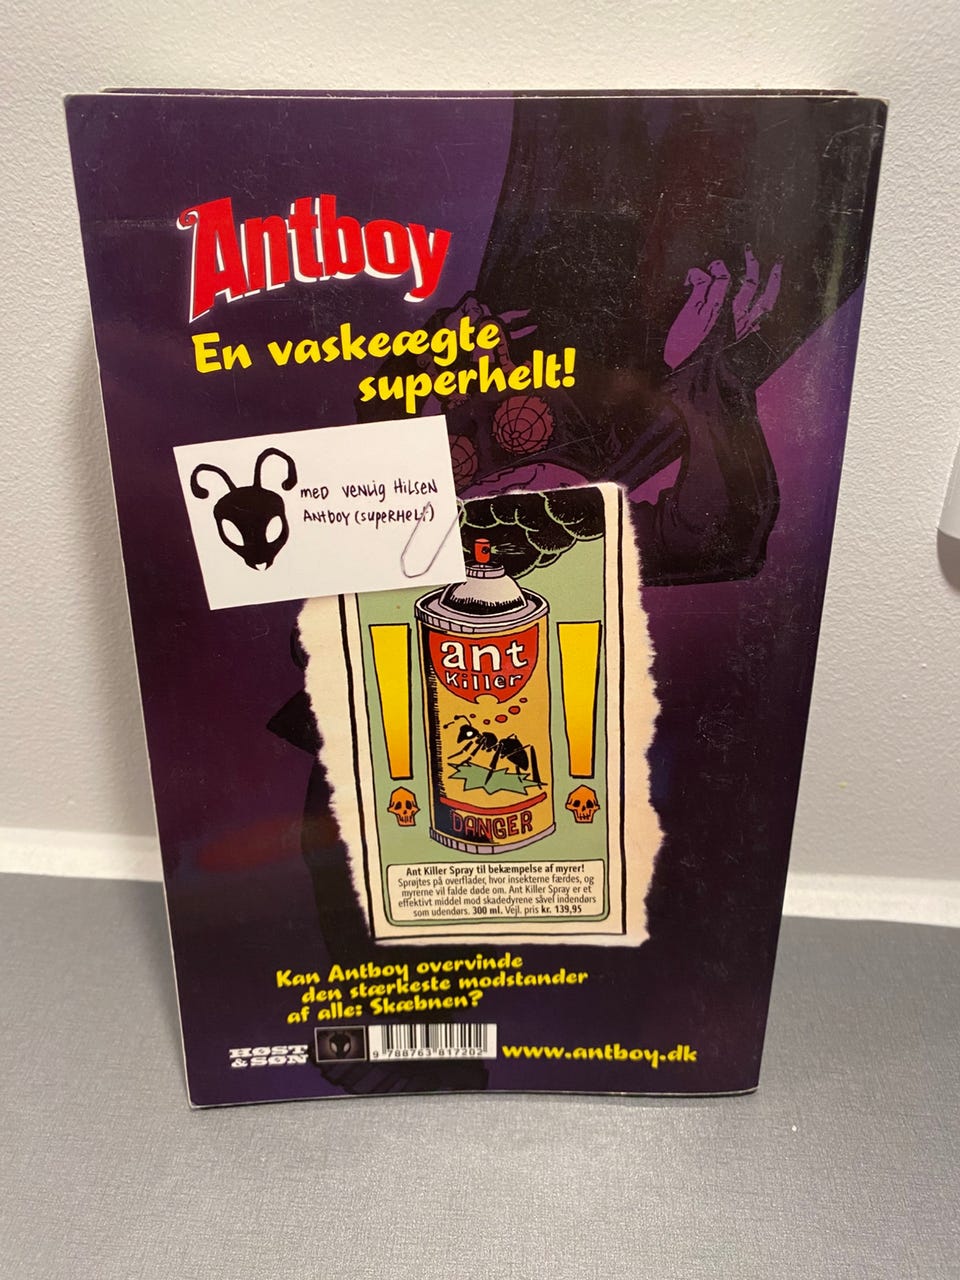 Antboy
En vaskeægte
superhelt!
med venlig Hilsen
Antboy (superhelt)
ant
killer
DANGER
Ant Killer Spray til bekæmpelse af myrer!
Sprøjtes på overflader, hvor insekterne færdes, og
myrerne vil falde døde om. Ant Killer Spray er et
effektivt middel mod skadedyrene såvel indendørs
som udendørs. 300 ml. Vejl. pris kr. 139,95
Kan Antboy overvinde
den stærkeste modstander
af alle: Skæbnen?
HØST
& SØN
9 788763 817202
www.antboy.dk